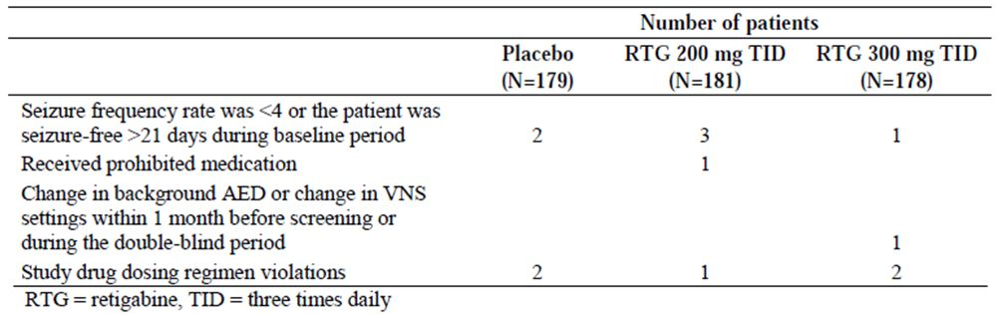 Number of patients
Placebo RTG 200 mg TID RTG 300 mg TID
(N=179) (N=181) (N=178)
Seizure frequency rate was <4 or the patient was
seizure-free >21 days during baseline period 2 3 1
Received prohibited medication 1
Change in background AED or change in VNS
settings within 1 month before screening or
during the double-blind period 1
Study drug dosing regimen violations 2 1 2
RTG = retigabine, TID = three times daily